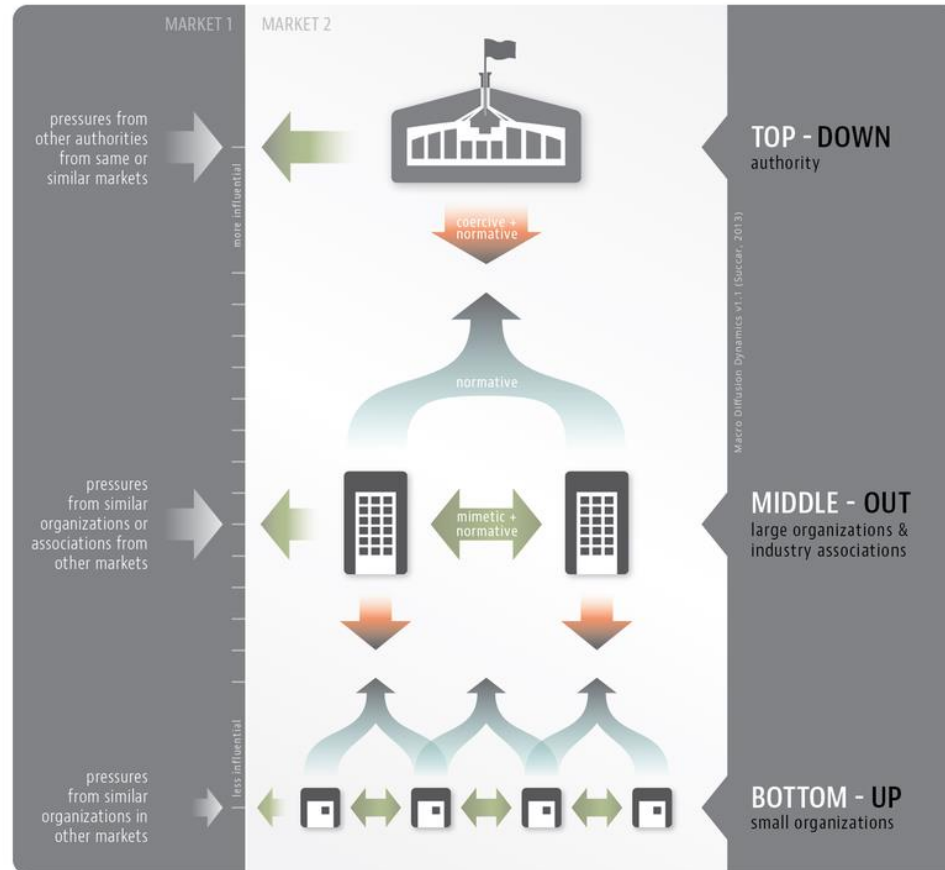 MARKET 1
MARKET 2
pressures from
other authorities
from same or
similar markets
more influential
coercive +
normative
TOP - DOWN
authority
Macro Diffusion Dynamics v1.1 (Succar, 2013)
normative
pressures
from similar
organizations or
associations from
other markets
mimetic +
normative
MIDDLE - OUT
large organizations &
industry associations
less influential
pressures
from similar
organizations in
other markets
BOTTOM - UP
small organizations